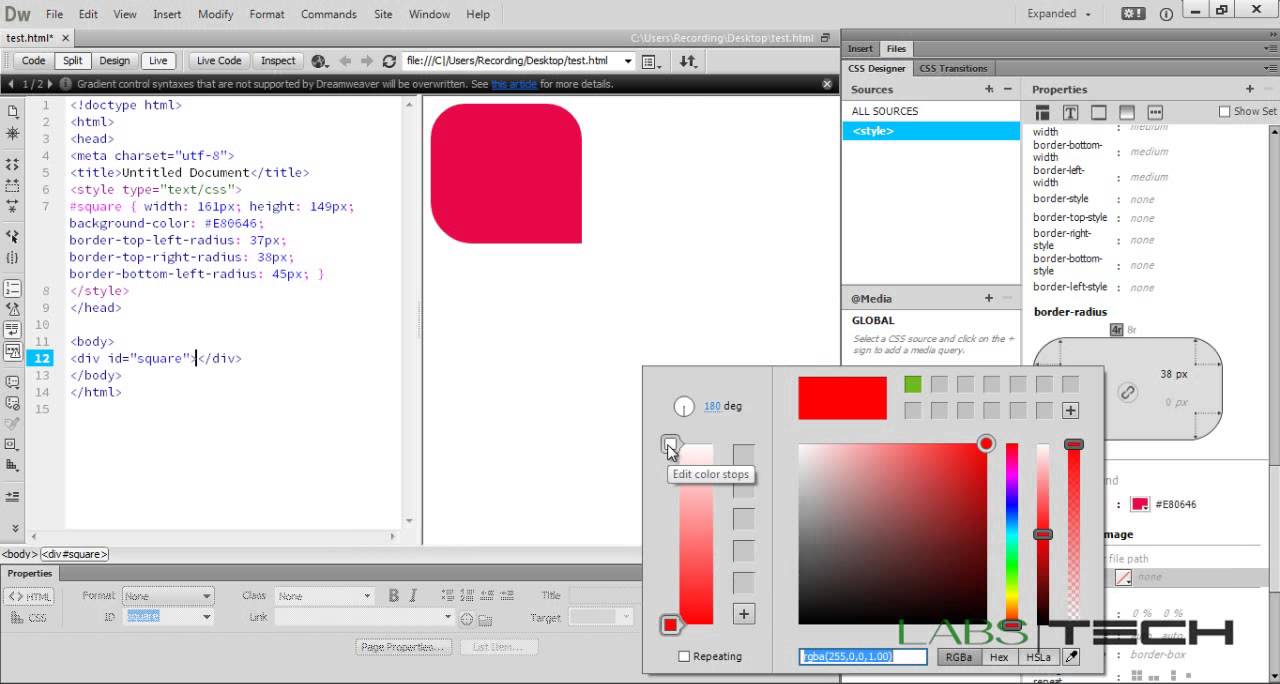 Dw File Edit View Insert Modify Format Commands Site Window Help Expanded
test.html* C:\Users\Recording\Desktop\test.html
Code Split Design Live Live Code Inspect file:///C|/Users/Recording/Desktop/test.html
1 / 2 Gradient control syntaxes that are not supported by Dreamweaver will be overwritten. See this article for more details.
1 <!doctype html>
2 <html>
3 <head>
4 <meta charset="utf-8">
5 <title>Untitled Document</title>
6 <style type="text/css">
7 #square { width: 161px; height: 149px;
background-color: #E80646;
border-top-left-radius: 37px;
border-top-right-radius: 38px;
border-bottom-left-radius: 45px; }
8 </style>
9 </head>
10
11 <body>
12 <div id="square"></div>
13 </body>
14 </html>
15
<body> <div #square>
Properties
<> HTML Format None Class None B I Title
CSS ID square Link Target
Page Properties... List Item...
Insert Files
CSS Designer CSS Transitions
Sources
ALL SOURCES
<style>
@Media
GLOBAL
Select a CSS source and click on the +
sign to add a media query.
Properties
Show Set
width : medium
border-bottom-
width : medium
border-left-
width : medium
border-style : none
border-top-style : none
border-right-
style : none
border-bottom-
style : none
border-left-style : none
border-radius
4r 8r
38 px
0 px
nd
: #E80646
mage
file path
none
0 % 0 %
auto auto
border-box
repeat
180 deg
Edit color stops
Repeating
rgba(255,0,0,1.00) RGBa Hex HSLa
LABS TECH